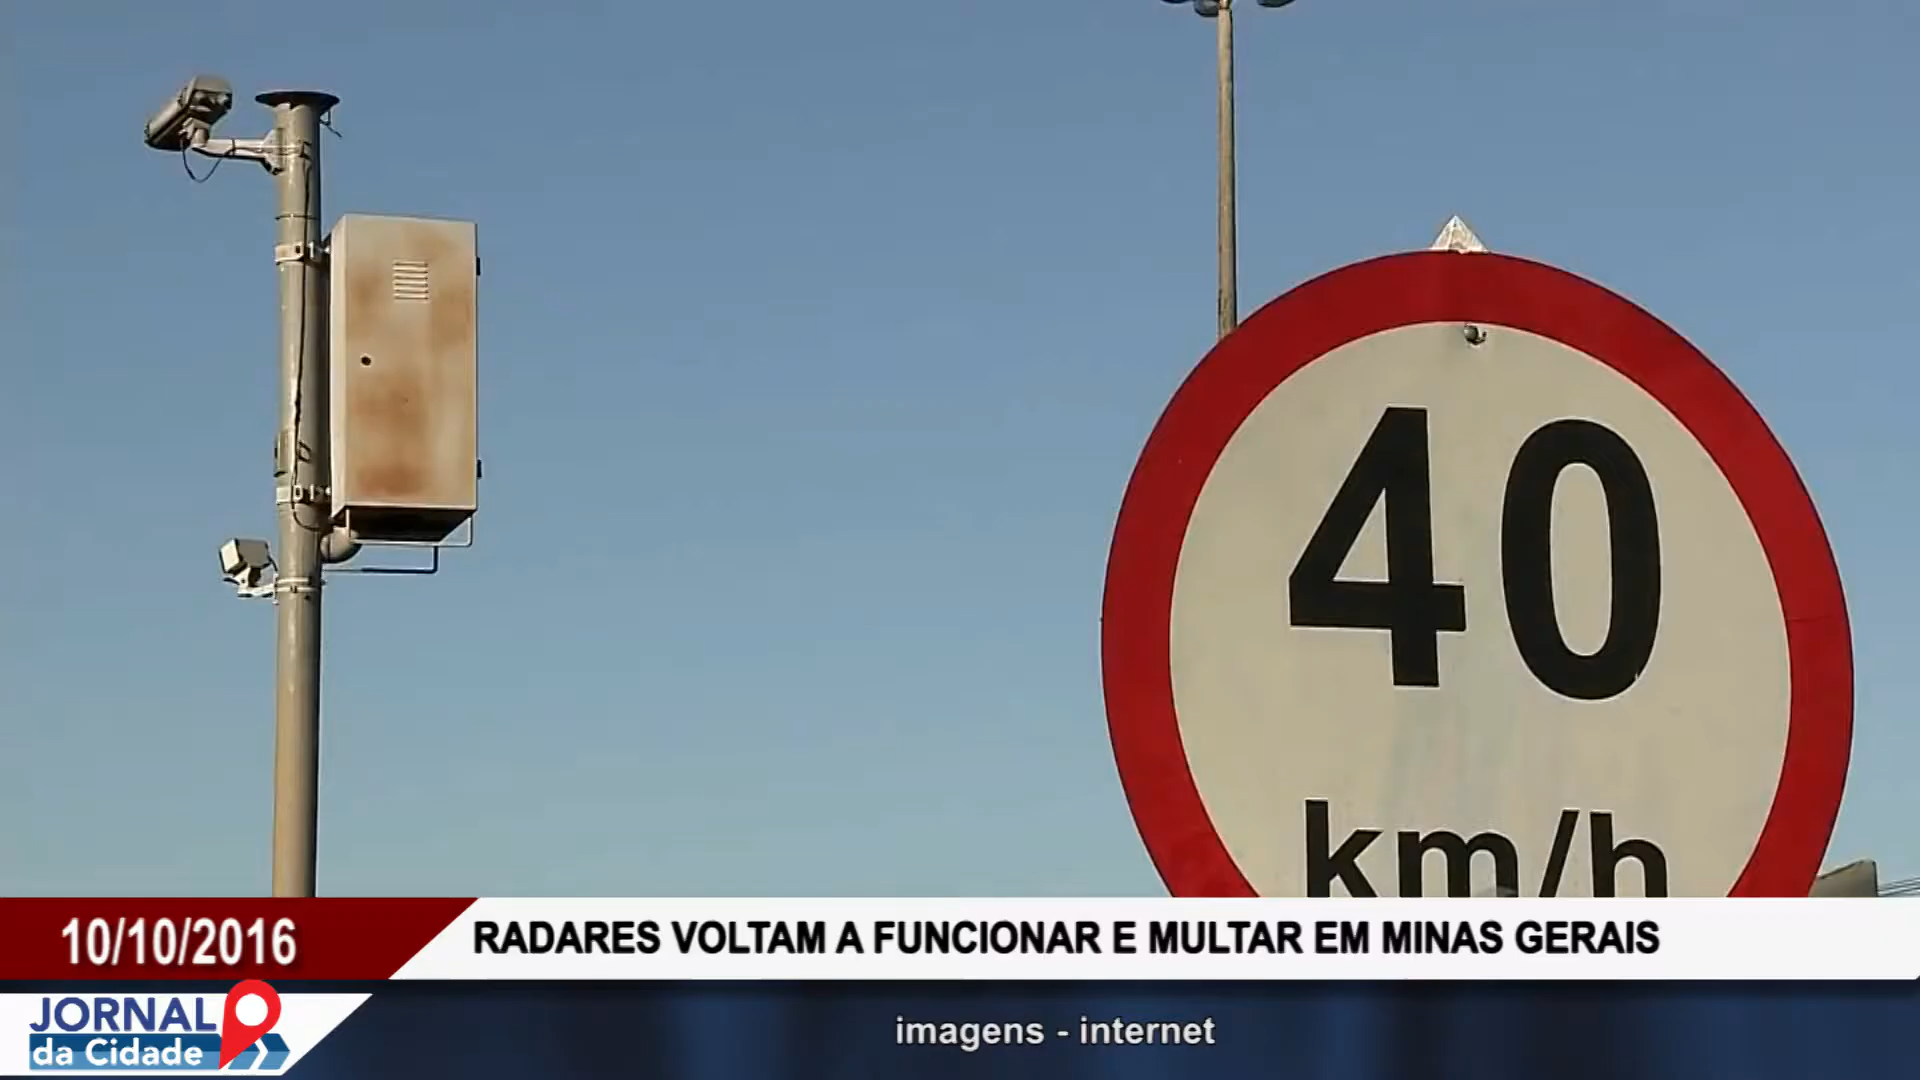 40
km/h
10/10/2016
RADARES VOLTAM A FUNCIONAR E MULTAR EM MINAS GERAIS
JORNAL
da Cidade
imagens - internet